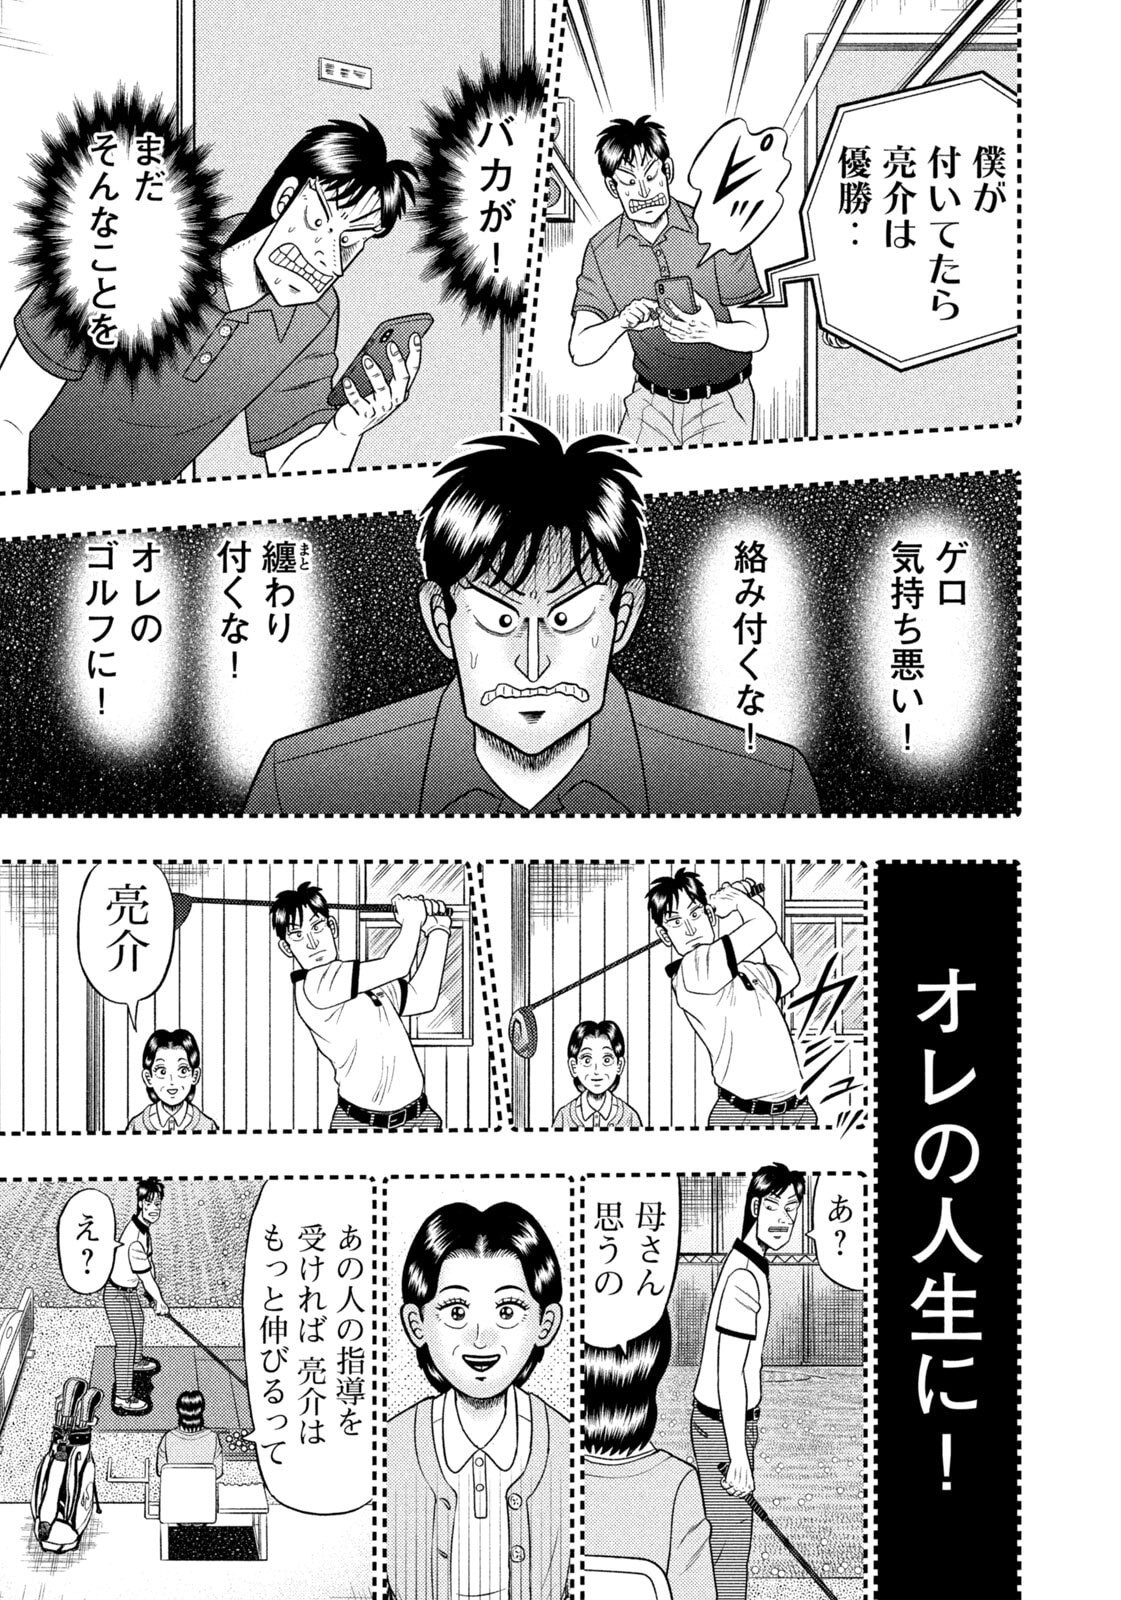 僕が
付いてたら
亮介は
優勝‥
ピッ
バカが!
まだ
そんなことを
ゲロ
気持ち悪い!
絡み付くな!
纏わり
まと
付くな!
オレの
ゴルフに!
オレの人生に!
カシュ
亮介
あ?
母さん
思うの
あの人の指導を
受ければ 亮介は
もっと伸びるって
え?